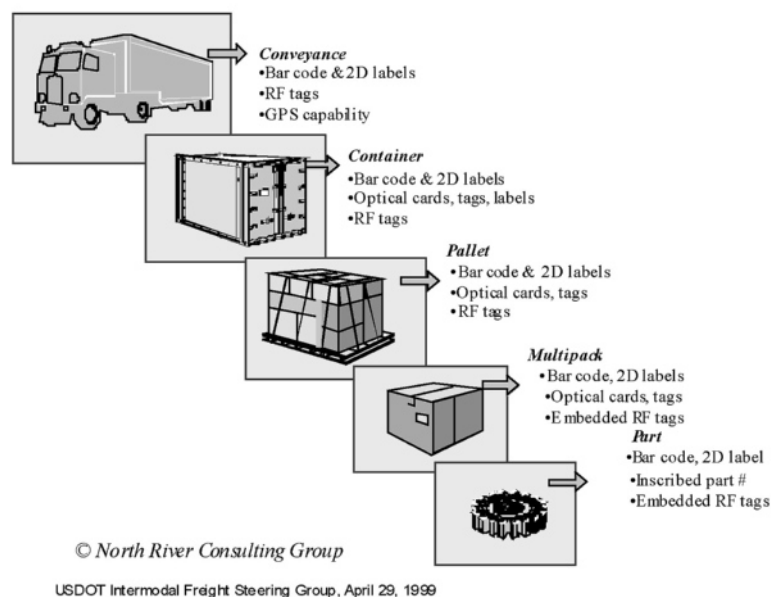 Conveyance
•Bar code & 2D labels
•RF tags
•GPS capability
Container
•Bar code & 2D labels
•Optical cards, tags, labels
•RF tags
Pallet
•Bar code & 2D labels
•Optical cards, tags
•RF tags
Multipack
•Bar code, 2D labels
•Optical cards, tags
•Embedded RF tags
Part
•Bar code, 2D label
•Inscribed part #
•Embedded RF tags
© North River Consulting Group
USDOT Intermodal Freight Steering Group, April 29, 1999